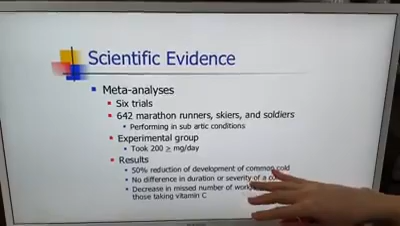 Scientific Evidence
Meta-analyses
Six trials
642 marathon runners, skiers, and soldiers
Performing in sub artic conditions
Experimental group
Took 200 ≥ mg/day
Results
50% reduction of development of common cold
No difference in duration or severity of a
Decrease in missed number of
those taking vitamin C